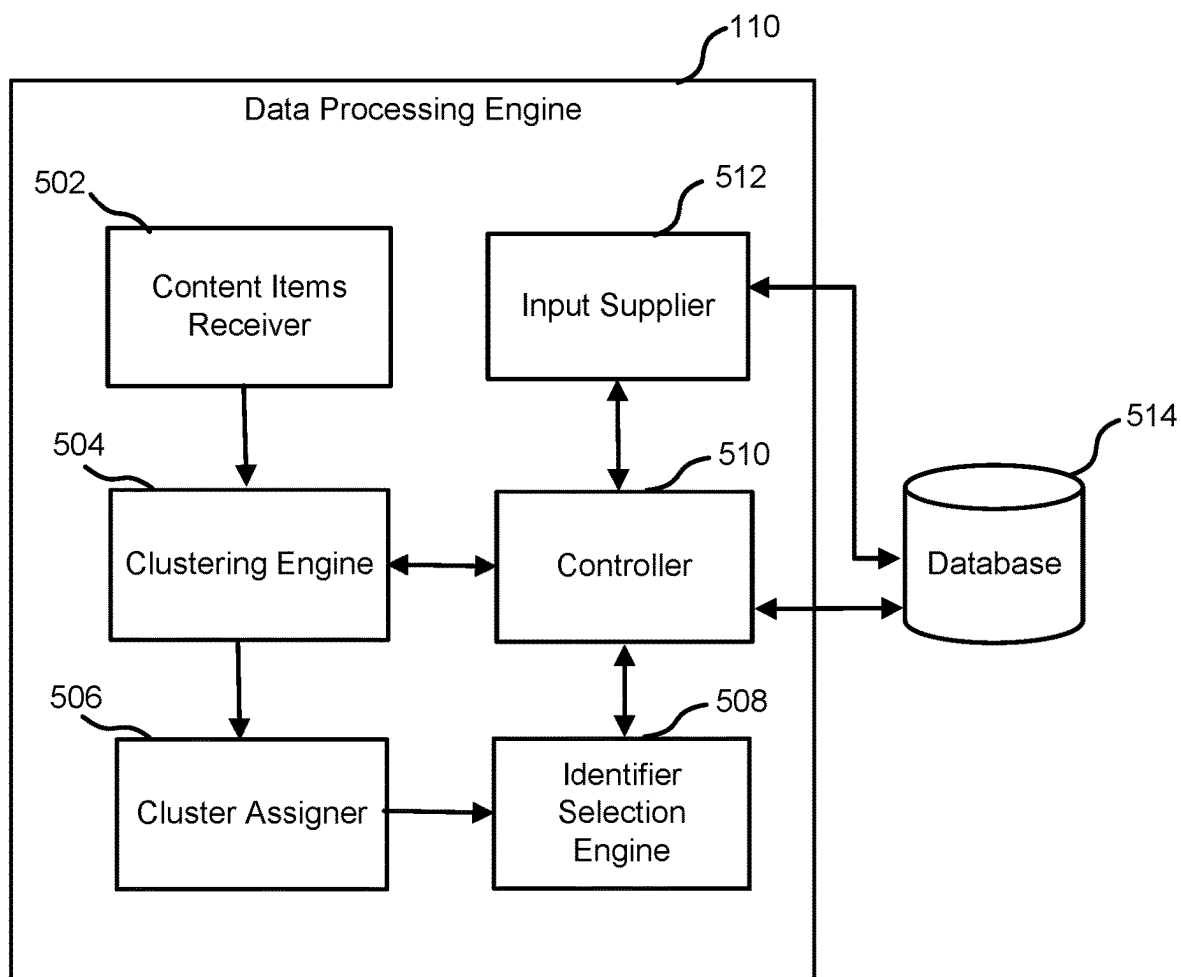 110
Data Processing Engine
502
512
Content Items
Receiver
Input Supplier
504
510
514
Clustering Engine
Controller
Database
506
508
Cluster Assigner
Identifier
Selection
Engine